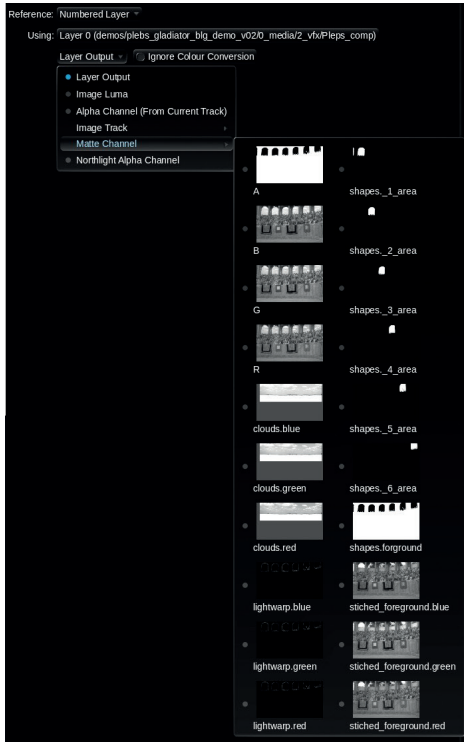 Reference: Numbered Layer
Using: Layer 0 (demos/plebs_gladiator_blg_demo_v02/0_media/2_vfx/Pleps_comp)
Layer Output Ignore Colour Conversion
Layer Output
Image Luma
Alpha Channel (From Current Track)
Image Track
Matte Channel
Northlight Alpha Channel
A shapes._1_area
B shapes._2_area
G shapes._3_area
R shapes._4_area
clouds.blue shapes._5_area
clouds.green shapes._6_area
clouds.red shapes.forground
lightwarp.blue stiched_foreground.blue
lightwarp.green stiched_foreground.green
lightwarp.red stiched_foreground.red